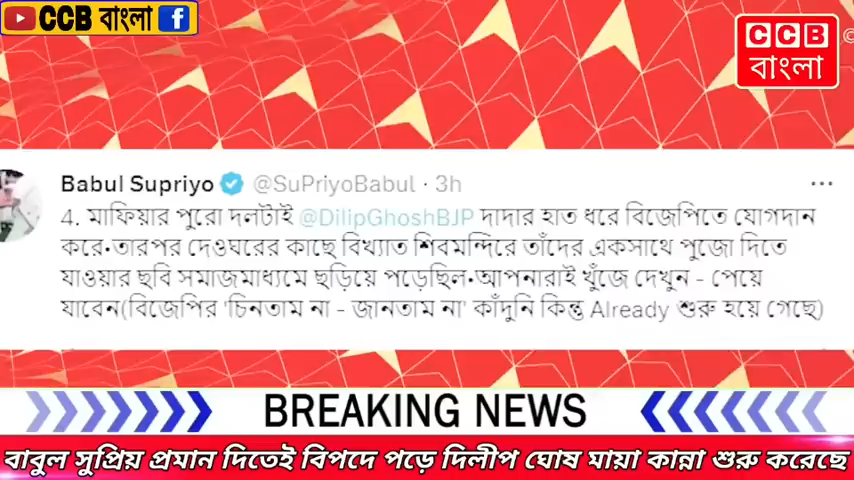 CCB বাংলা
CCB
বাংলা
Babul Supriyo @SuPriyoBabul · 3h
4. মাফিয়ার পুরো দলটাই @DilipGhoshBJP দাদার হাত ধরে বিজেপিতে যোগদান
করে•তারপর দেওঘরের কাছে বিখ্যাত শিবমন্দিরে তাঁদের একসাথে পুজো দিতে
যাওয়ার ছবি সমাজমাধ্যমে ছড়িয়ে পড়েছিল•আপনারাই খুঁজে দেখুন - পেয়ে
যাবেন(বিজেপির 'চিনতাম না - জানতাম না' কাঁদুনি কিন্তু Already শুরু হয়ে গেছে)
BREAKING NEWS
বাবুল সুপ্রিয় প্রমান দিতেই বিপদে পড়ে দিলীপ ঘোষ মায়া কান্না শুরু করেছে